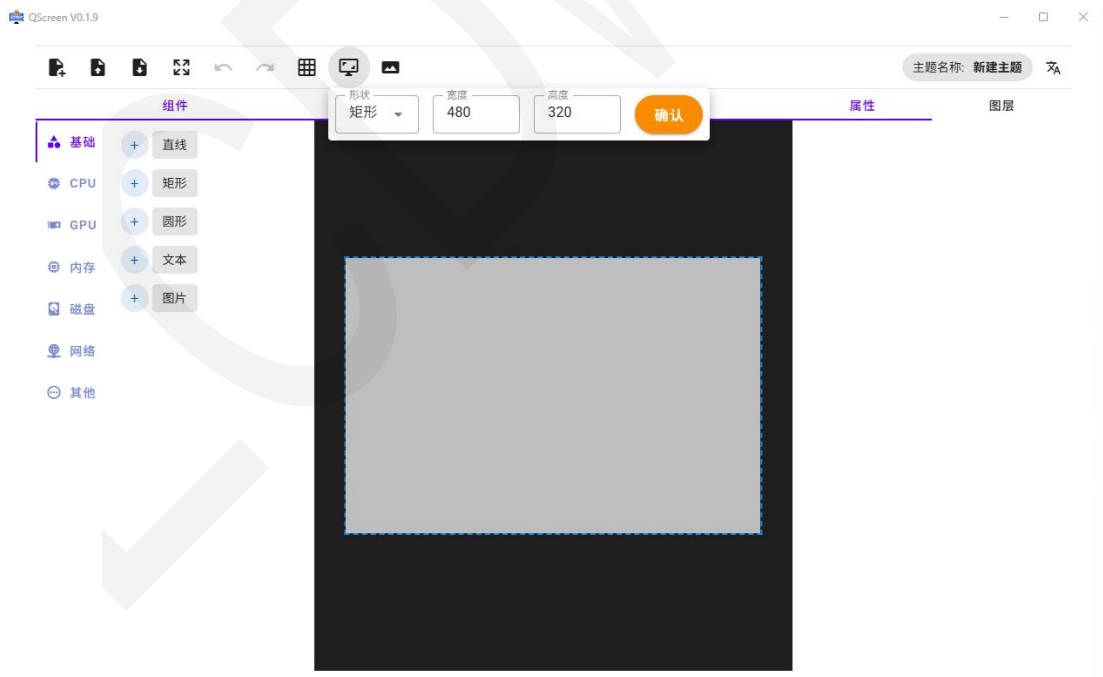 QScreen V0.1.9
主题名称: 新建主题
组件
形状
矩形
宽度
480
高度
320
确认
属性
图层
基础
CPU
GPU
内存
磁盘
网络
其他
+ 直线
+ 矩形
+ 圆形
+ 文本
+ 图片